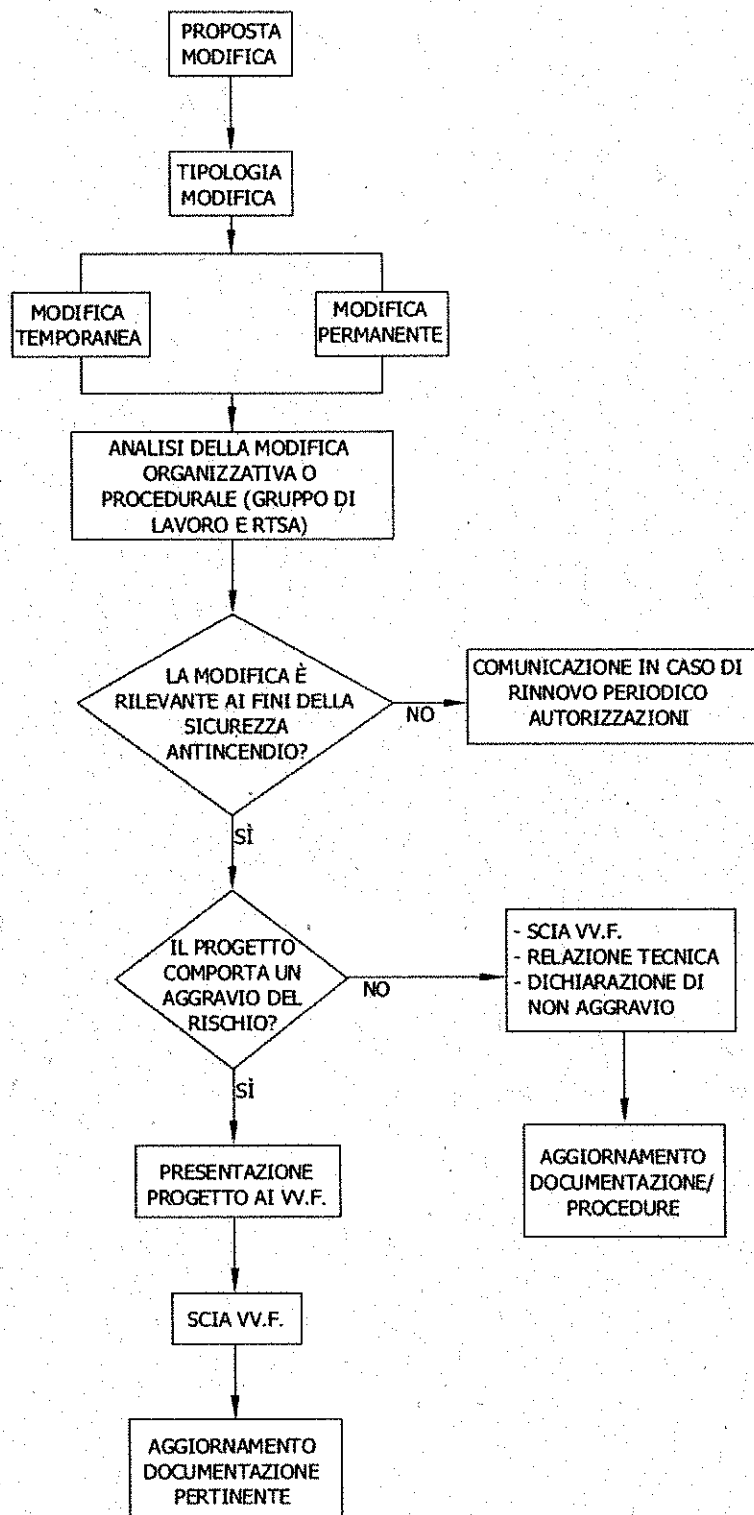 PROPOSTA
MODIFICA
TIPOLOGIA
MODIFICA
MODIFICA
TEMPORANEA
MODIFICA
PERMANENTE
ANALISI DELLA MODIFICA
ORGANIZZATIVA O
PROCEDURALE (GRUPPO DI
LAVORO E RTSA)
LA MODIFICA È
RILEVANTE AI FINI DELLA
SICUREZZA
ANTINCENDIO?
NO
COMUNICAZIONE IN CASO DI
RINNOVO PERIODICO
AUTORIZZAZIONI
SÌ
IL PROGETTO
COMPORTA UN
AGGRAVIO DEL
RISCHIO?
NO
- SCIA VV.F.
- RELAZIONE TECNICA
- DICHIARAZIONE DI
NON AGGRAVIO
SÌ
PRESENTAZIONE
PROGETTO AI VV.F.
AGGIORNAMENTO
DOCUMENTAZIONE/
PROCEDURE
SCIA VV.F.
AGGIORNAMENTO
DOCUMENTAZIONE
PERTINENTE